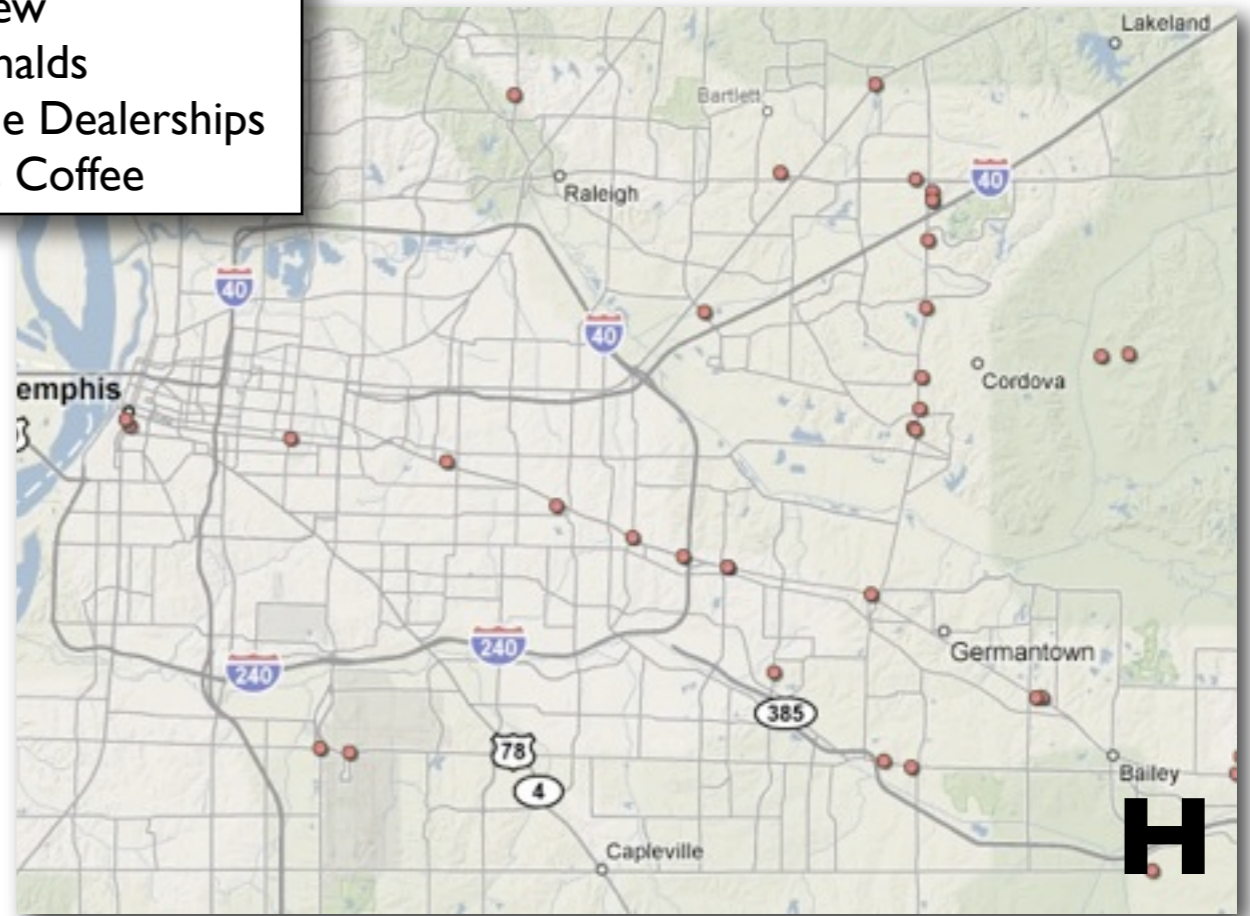 ew
nalds
e Dealerships
Coffee
Lakeland
Bartlett
40
Raleigh
40
40
emphis
Cordova
240
240
Germantown
385
78
4
Bailey
H
Capleville